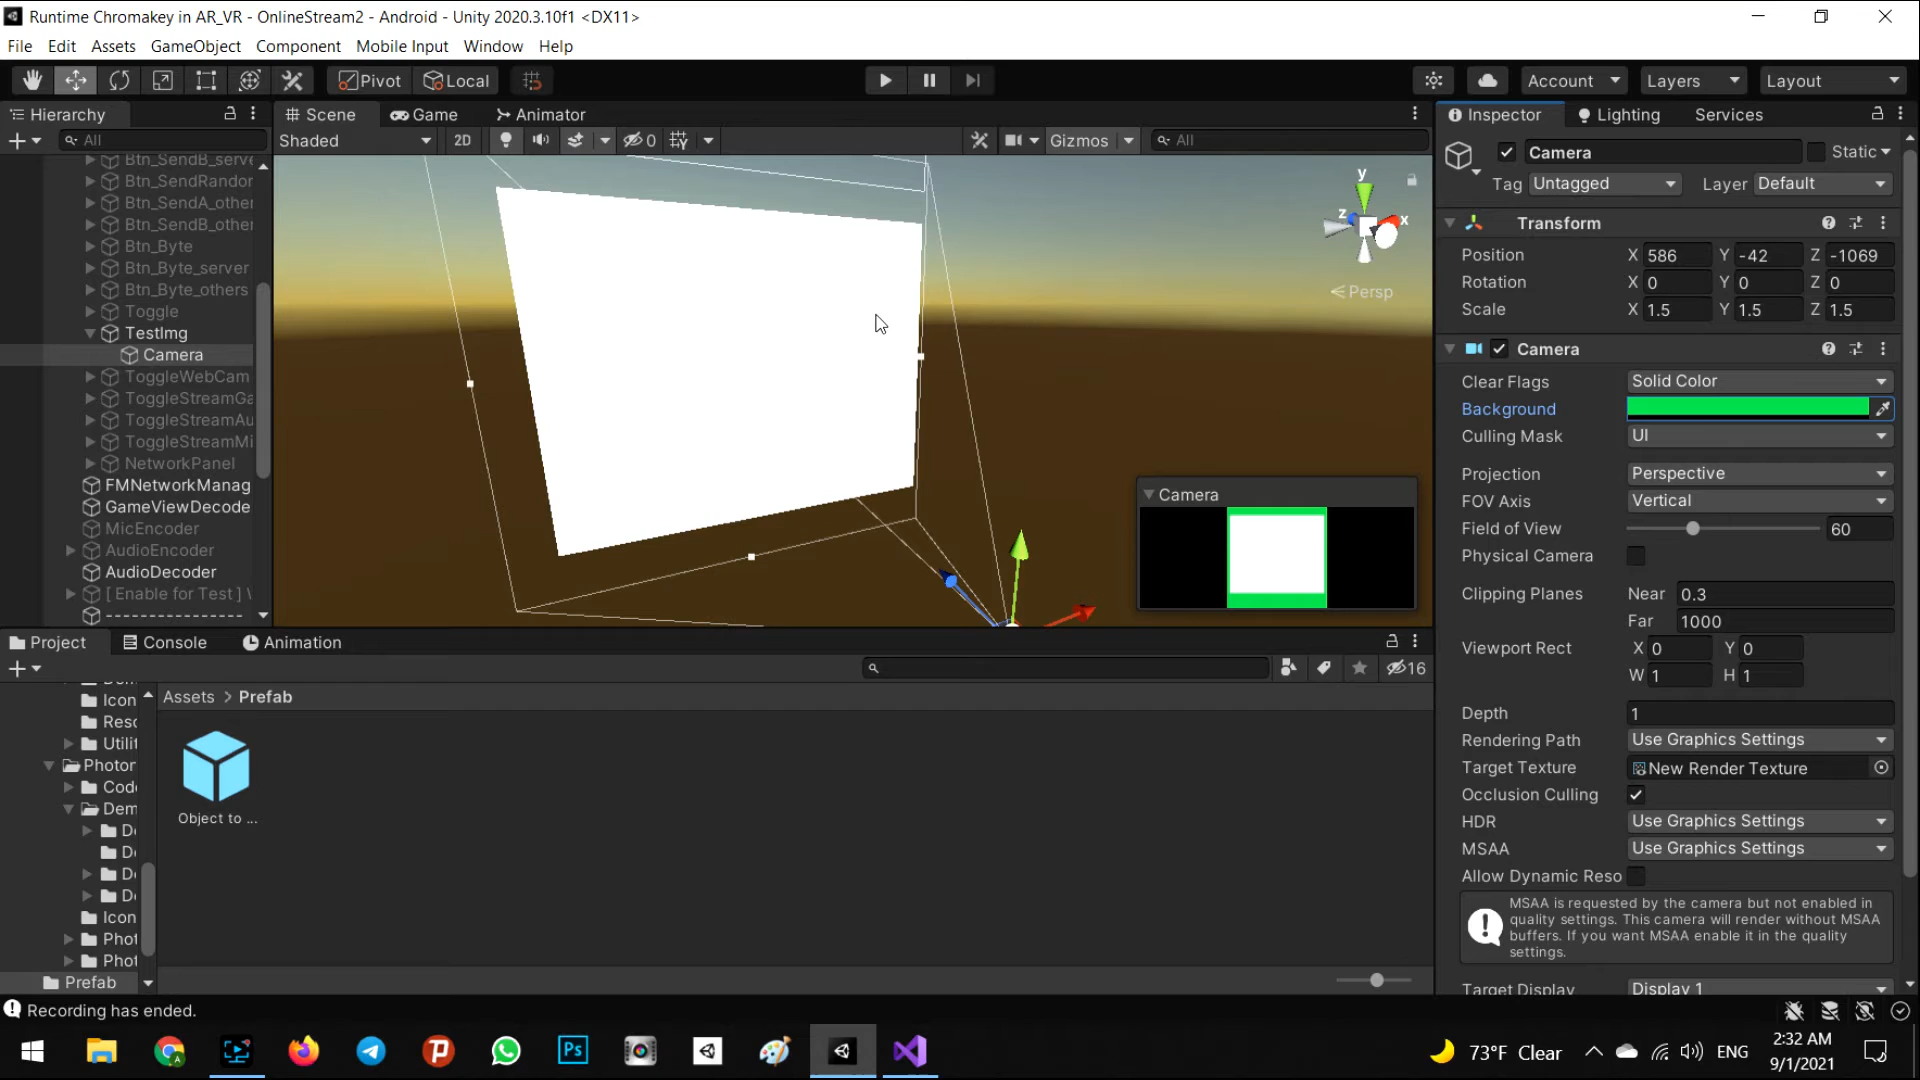 Runtime Chromakey in AR_VR - OnlineStream2 - Android - Unity 2020.3.10f1 <DX11>
File Edit Assets GameObject Component Mobile Input Window Help
Pivot Local Account Layers Layout
Hierarchy
All
Btn_SendB_serve
Btn_SendRandor
Btn_SendA_other
Btn_SendB_other
Btn_Byte
Btn_Byte_server
Btn_Byte_others
Toggle
TestImg
Camera
ToggleWebCam
ToggleStreamGa
ToggleStreamAu
ToggleStreamMi
NetworkPanel
FMNetworkManag
GameViewDecode
MicEncoder
AudioEncoder
AudioDecoder
[ Enable for Test ]
------------------
Scene Game Animator
Shaded 2D 0 Gizmos All
y
z x
Persp
Camera
Inspector Lighting Services
Camera Static
Tag Untagged Layer Default
Transform
Position X 586 Y -42 Z -1069
Rotation X 0 Y 0 Z 0
Scale X 1.5 Y 1.5 Z 1.5
Camera
Clear Flags Solid Color
Background
Culling Mask UI
Projection Perspective
FOV Axis Vertical
Field of View 60
Physical Camera
Clipping Planes Near 0.3
Far 1000
Viewport Rect X 0 Y 0
W 1 H 1
Depth 1
Rendering Path Use Graphics Settings
Target Texture New Render Texture
Occlusion Culling
HDR Use Graphics Settings
MSAA Use Graphics Settings
Allow Dynamic Reso
MSAA is requested by the camera but not enabled in
quality settings. This camera will render without MSAA
buffers. If you want MSAA enable it in the quality
settings.
Target Display Display 1
Project Console Animation
16
Icon
Resc
Utilit
Photor
Code
Dem
De
De
De
De
Icon
Phot
Phot
Prefab
Assets > Prefab
Object to ...
Recording has ended.
Ps
73°F Clear ENG
2:32 AM
9/1/2021